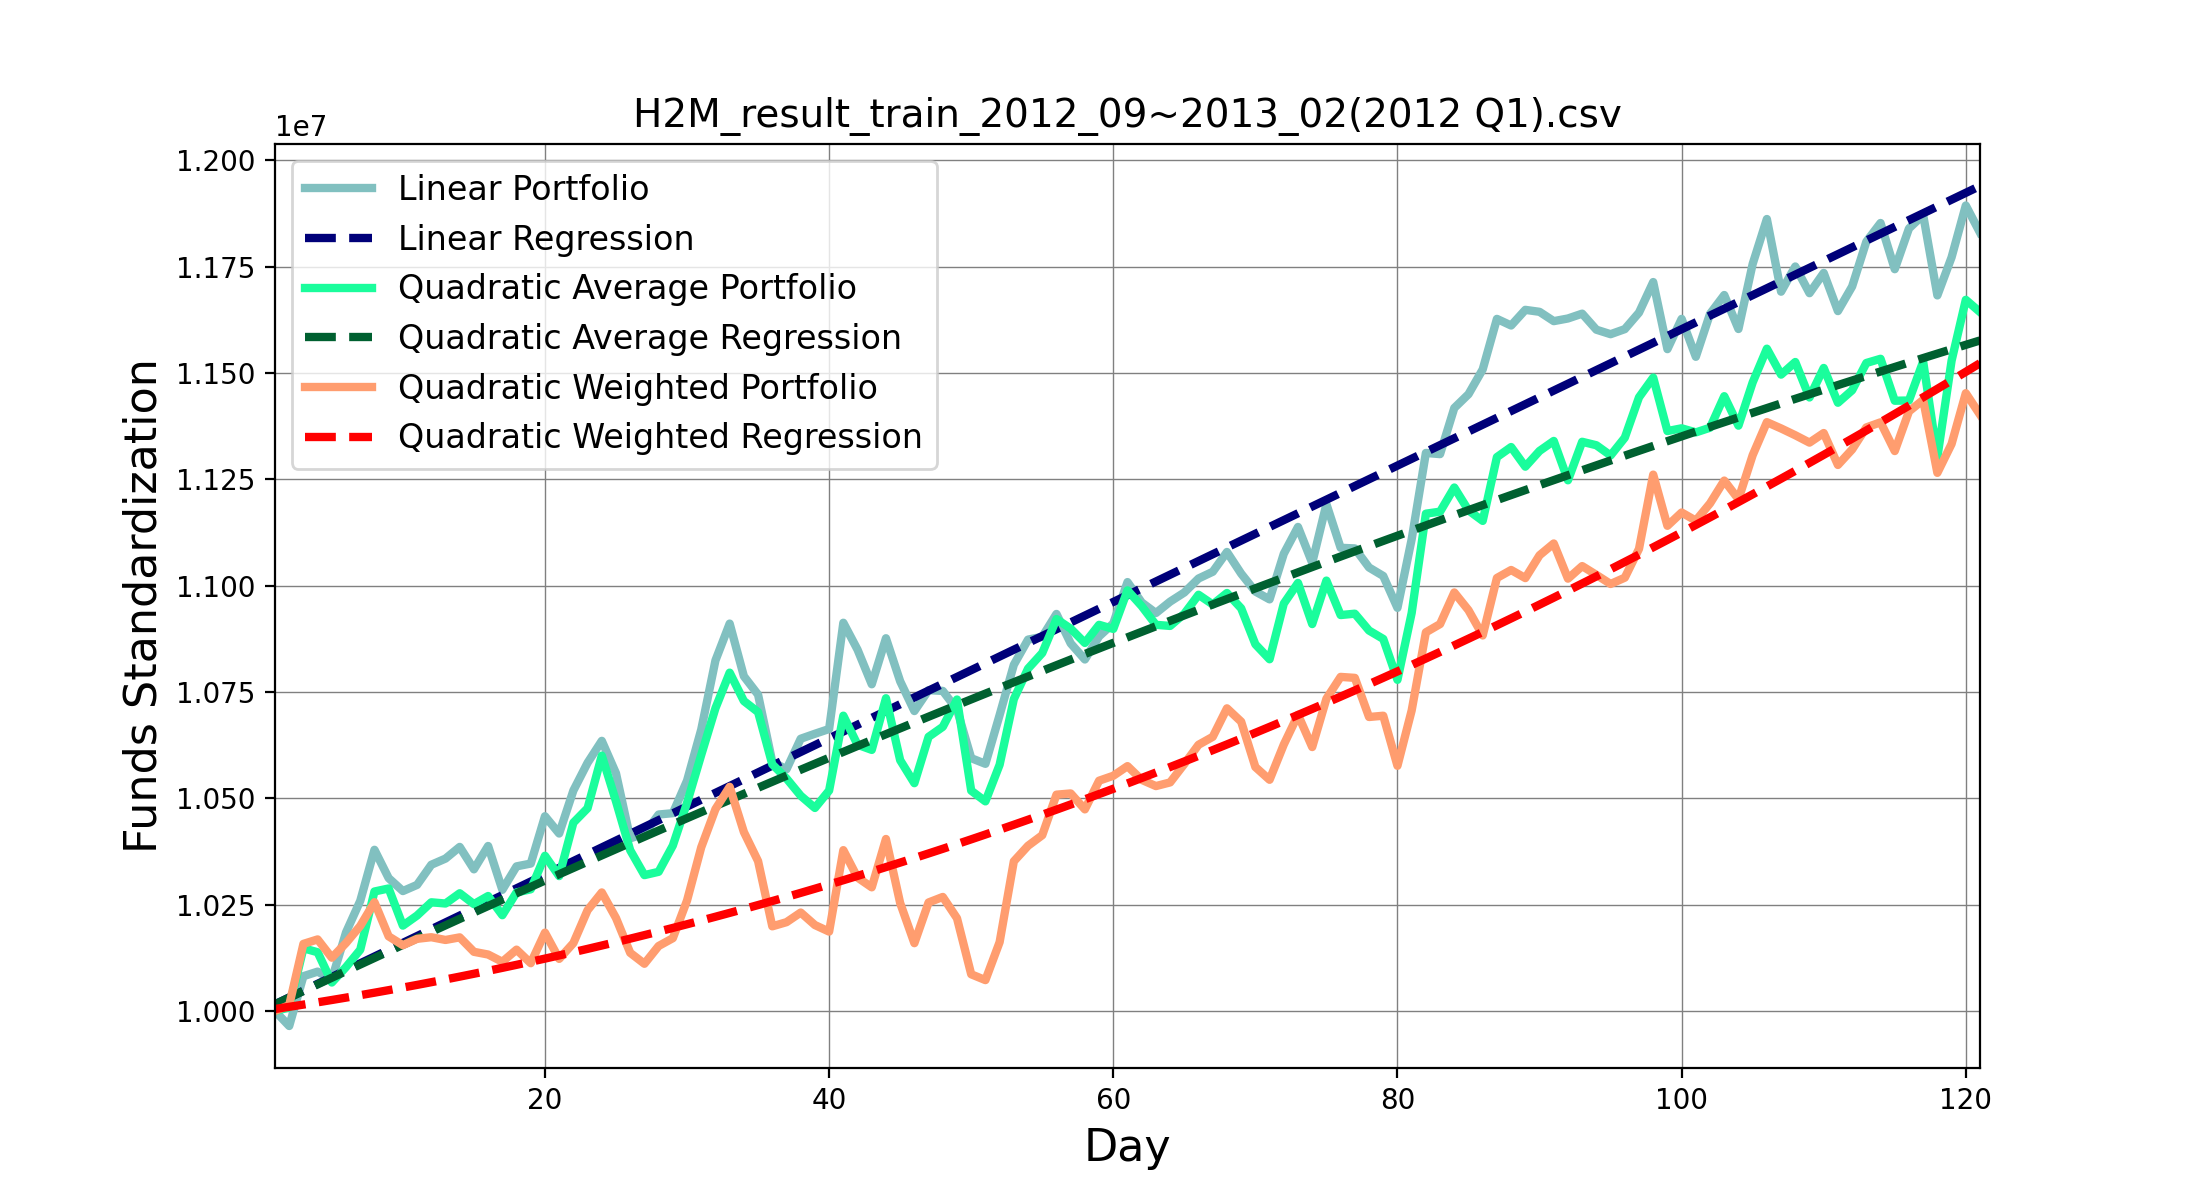 H2M_result_train_2012_09~2013_02(2012 Q1).csv
1e7
1.200
1.175
1.150
1.125
1.100
1.075
1.050
1.025
1.000
Funds Standardization
Linear Portfolio
Linear Regression
Quadratic Average Portfolio
Quadratic Average Regression
Quadratic Weighted Portfolio
Quadratic Weighted Regression
20 40 60 80 100 120
Day